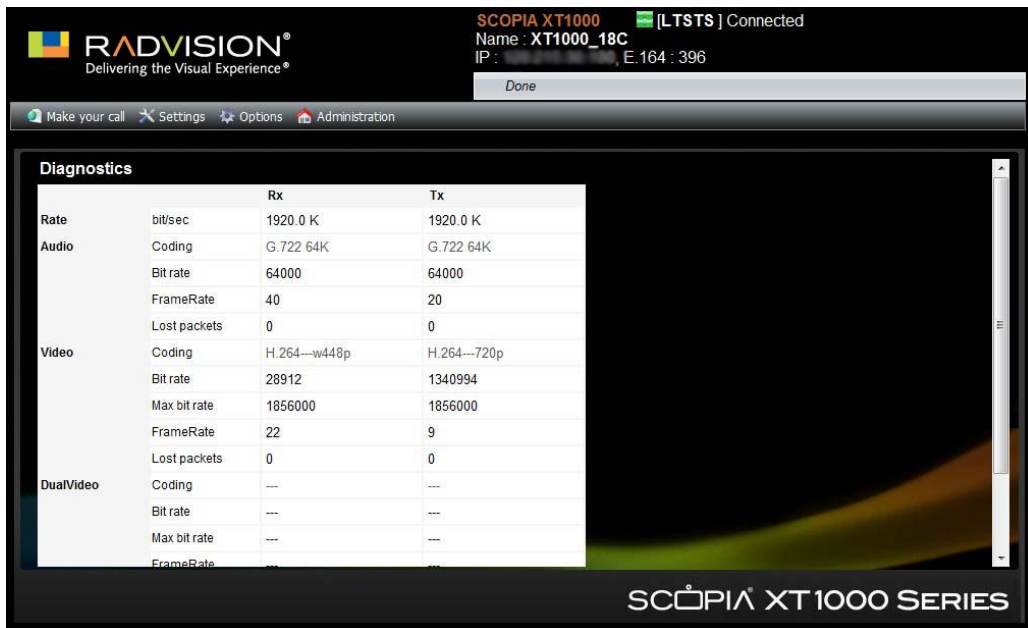 RADVISION®
Delivering the Visual Experience®
SCOPIA XT1000 [LTSTS ] Connected
Name : XT1000_18C
IP : , E.164 : 396
Done
Make your call Settings Options Administration
Diagnostics
Rx Tx
Rate bit/sec 1920.0 K 1920.0 K
Audio Coding G.722 64K G.722 64K
Bit rate 64000 64000
FrameRate 40 20
Lost packets 0 0
Video Coding H.264---w448p H.264---720p
Bit rate 28912 1340994
Max bit rate 1856000 1856000
FrameRate 22 9
Lost packets 0 0
DualVideo Coding --- ---
Bit rate --- ---
Max bit rate --- ---
FrameRate --- ---
SCOPIA XT1000 SERIES